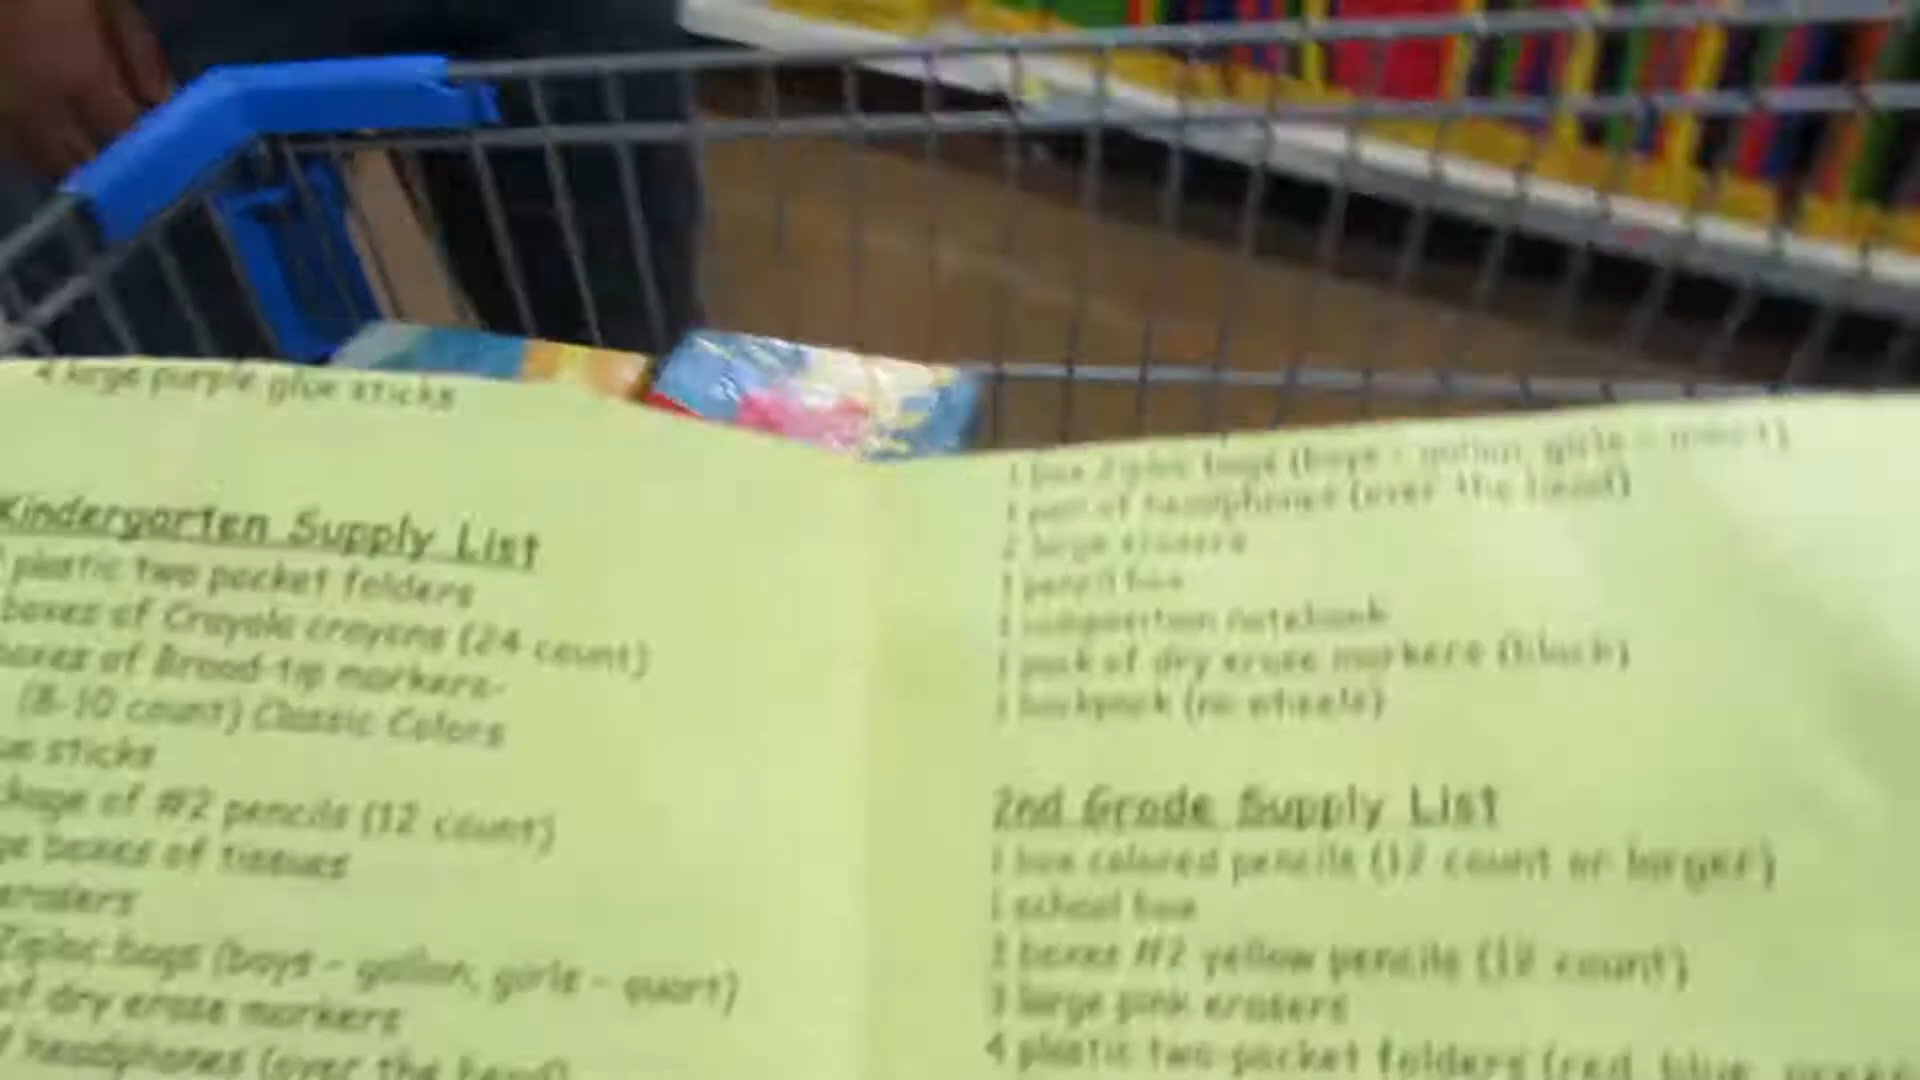 4 large purple glue sticks
Kindergarten Supply List
plastic two pocket folders
boxes of Crayola crayons (24 count)
boxes of Broad-tip markers-
(8-10 count) Classic Colors
sticks
of #2 pencils (12 count)
boxes of tissues
erasers
Ziploc bags (boys - gallon, girls - quart)
of dry erase markers
headphones (over the head)
1 box Ziploc bags (boys - gallon, girls - quart)
1 pair of headphones (over the head)
2 large erasers
1 pencil box
1 composition notebook
1 pack of dry erase markers (black)
1 backpack (no wheels)
2nd Grade Supply List
1 box colored pencils (12 count or larger)
1 school box
3 boxes #2 yellow pencils (12 count)
3 large pink erasers
4 plastic two-pocket folders (red, blue, green